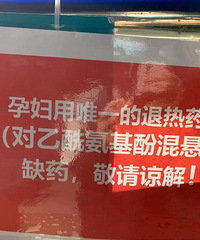 孕妇用唯一的退热药
(对乙酰氨基酚混悬
缺药，敬请谅解！